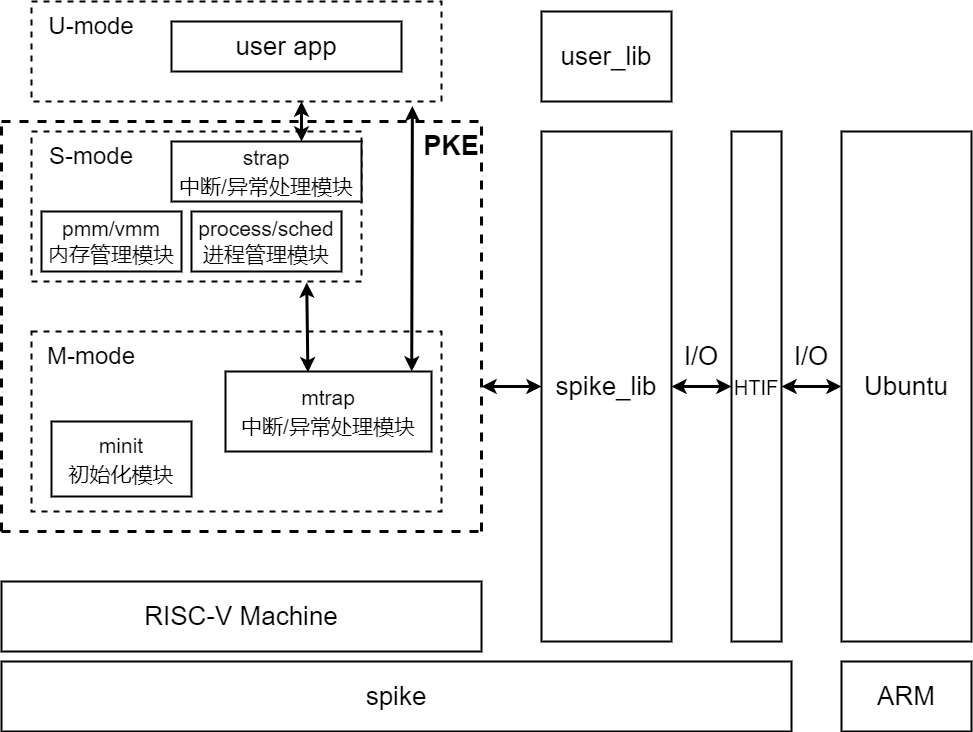 U-mode
user app
user_lib
PKE
S-mode
strap
中断/异常处理模块
pmm/vmm
内存管理模块
process/sched
进程管理模块
M-mode
mtrap
中断/异常处理模块
minit
初始化模块
spike_lib
I/O
HTIF
I/O
Ubuntu
RISC-V Machine
spike
ARM